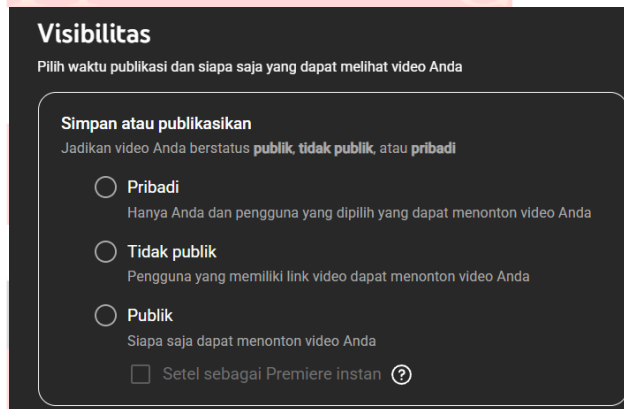 Visibilitas
Pilih waktu publikasi dan siapa saja yang dapat melihat video Anda
Simpan atau publikasikan
Jadikan video Anda berstatus publik, tidak publik, atau pribadi
Pribadi
Hanya Anda dan pengguna yang dipilih yang dapat menonton video Anda
Tidak publik
Pengguna yang memiliki link video dapat menonton video Anda
Publik
Siapa saja dapat menonton video Anda
Setel sebagai Premiere instan ?